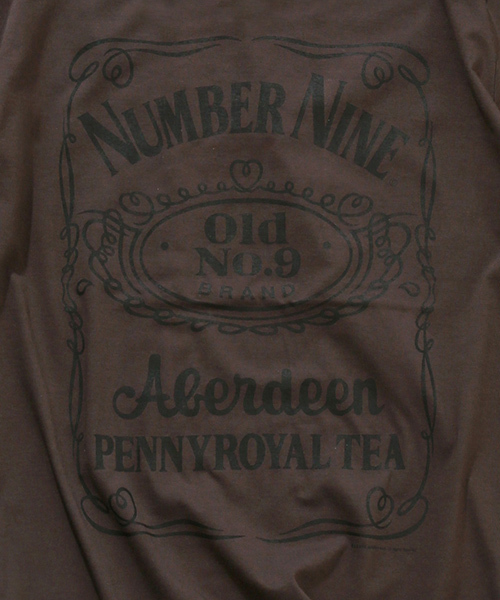 NUMBER NINE
Old
No.9
BRAND
Aberdeen
PENNYROYAL TEA